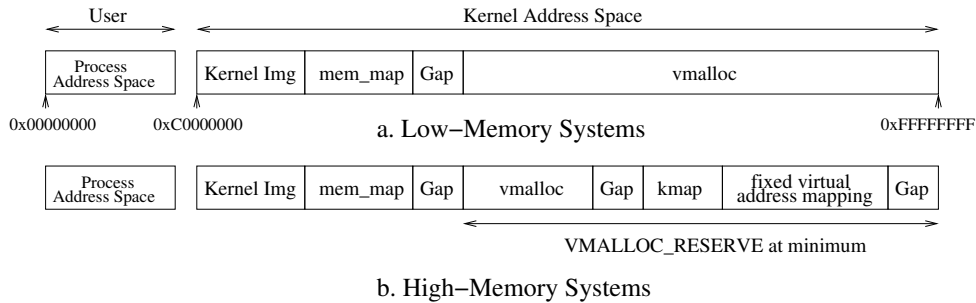 User
Kernel Address Space
Process
Address Space
Kernel Img
mem_map
Gap
vmalloc
0x00000000
0xC0000000
a. Low−Memory Systems
0xFFFFFFFF
Process
Address Space
Kernel Img
mem_map
Gap
vmalloc
Gap
kmap
fixed virtual
address mapping
Gap
VMALLOC_RESERVE at minimum
b. High−Memory Systems